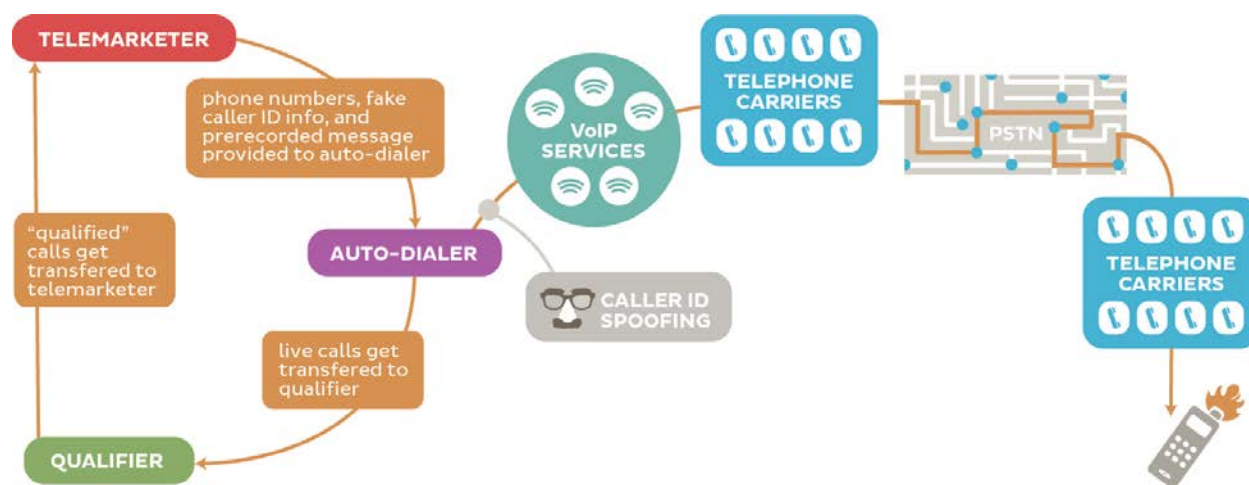 TELEMARKETER
phone numbers, fake
caller ID info, and
prerecorded message
provided to auto-dialer
AUTO-DIALER
live calls get
transfered to
qualifier
QUALIFIER
"qualified"
calls get
transfered to
telemarketer
CALLER ID
SPOOFING
VoIP
SERVICES
TELEPHONE
CARRIERS
PSTN
TELEPHONE
CARRIERS